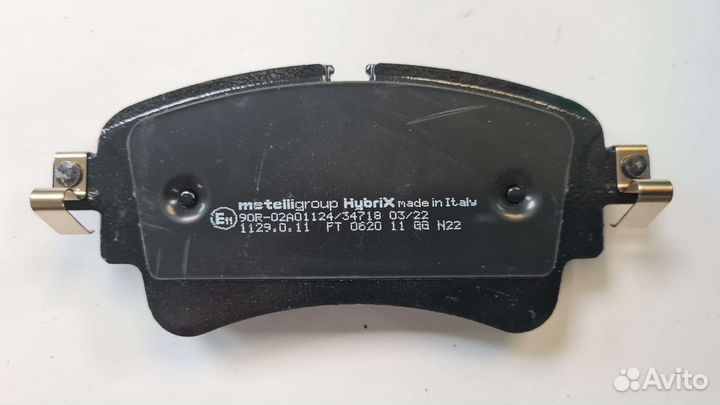 metelligroup HybriX made in Italy
E11 90R-02A01124/34718 03/22
1129.0.11 FT 0620 11 GG N22
Avito